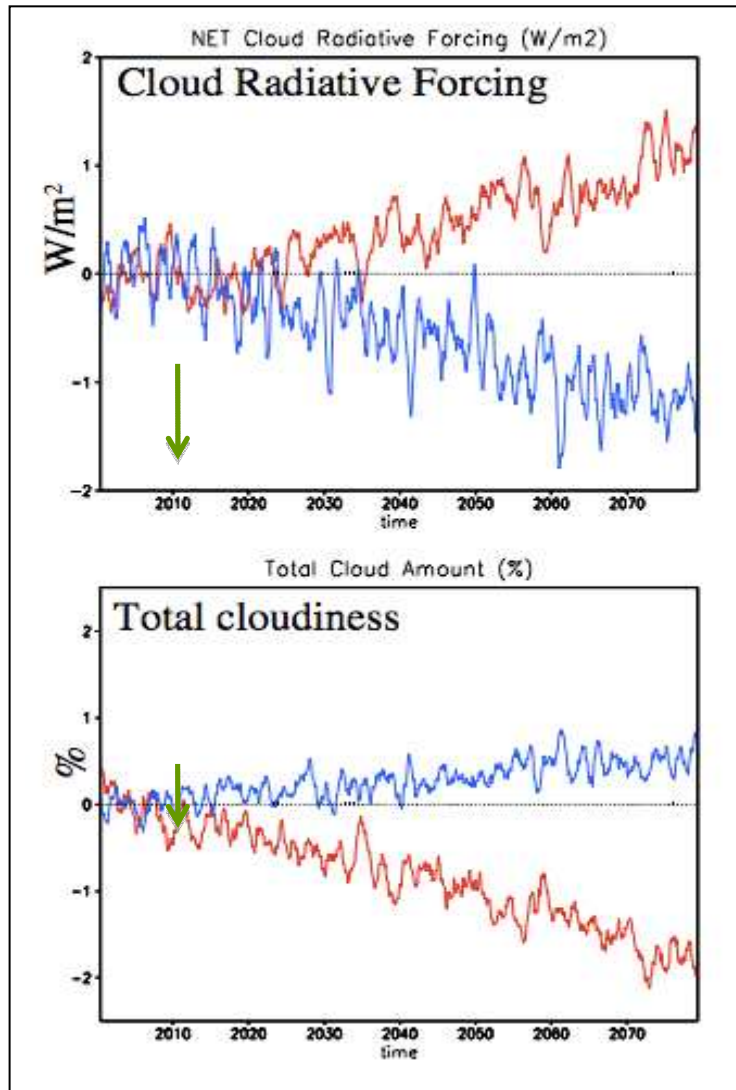 NET Cloud Radiative Forcing (W/m2)
Cloud Radiative Forcing
W/m²
2
1
0
−1
−2
2010 2020 2030 2040 2050 2060 2070
time
Total Cloud Amount (%)
Total cloudiness
%
2
1
0
−1
−2
2010 2020 2030 2040 2050 2060 2070
time